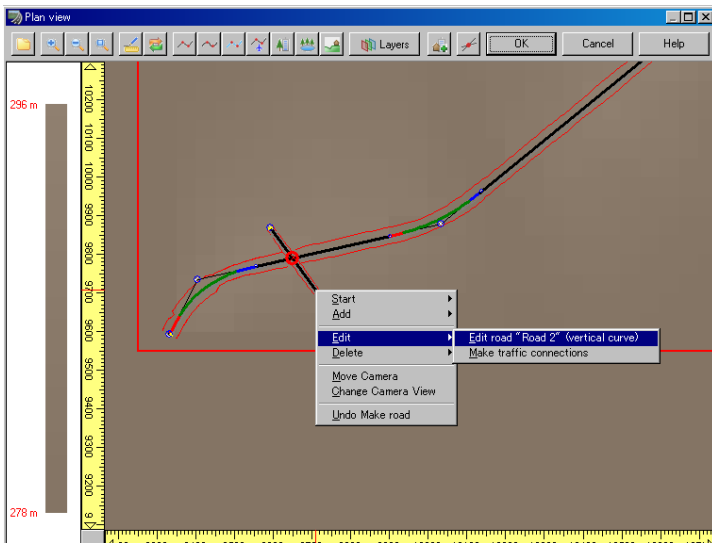 Plan view
Layers
OK
Cancel
Help
296 m
278 m
10200
10100
10000
9900
9800
9700
9600
9500
9400
9300
9200
Start
Add
Edit
Delete
Move Camera
Change Camera View
Undo Make road
Edit road "Road 2" (vertical curve)
Make traffic connections